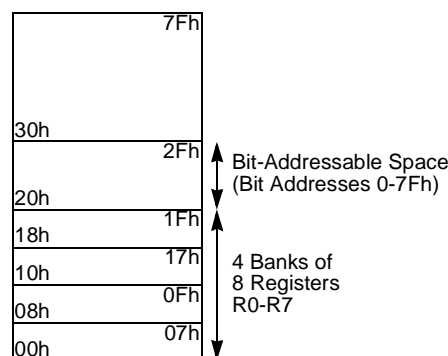 7Fh
30h
2Fh
Bit-Addressable Space
(Bit Addresses 0-7Fh)
20h
1Fh
18h
17h
4 Banks of
8 Registers
R0-R7
10h
0Fh
08h
07h
00h